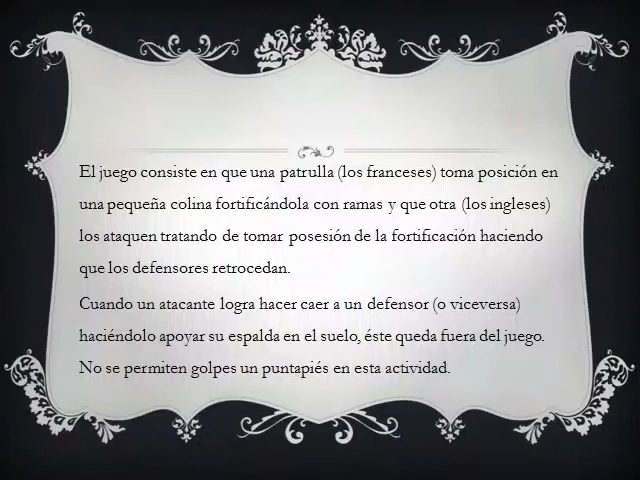 El juego consiste en que una patrulla (los franceses) toma posición en
una pequeña colina fortificándola con ramas y que otra (los ingleses)
los ataquen tratando de tomar posesión de la fortificación haciendo
que los defensores retrocedan.
Cuando un atacante logra hacer caer a un defensor (o viceversa)
haciéndolo apoyar su espalda en el suelo, éste queda fuera del juego.
No se permiten golpes un puntapiés en esta actividad.